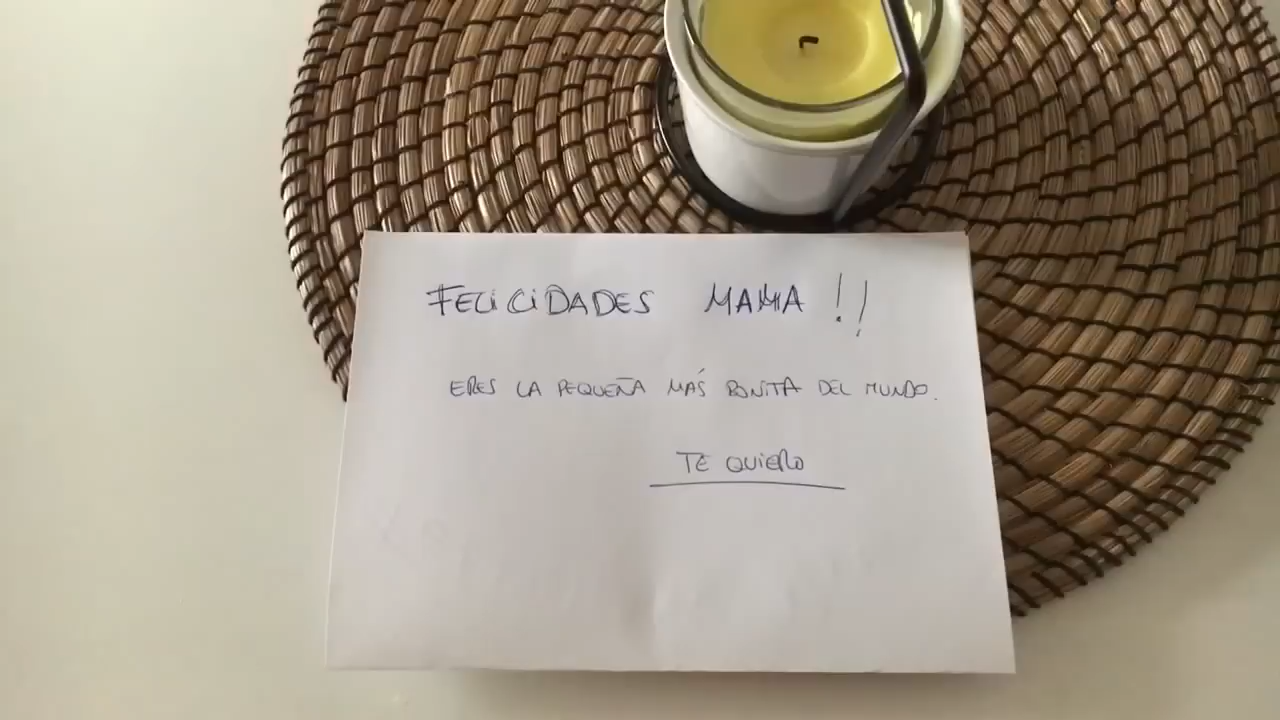 FELICIDADES MAMA !!
ERES LA PEQUEÑA MÁS BONITA DEL MUNDO.
TE QUIERO